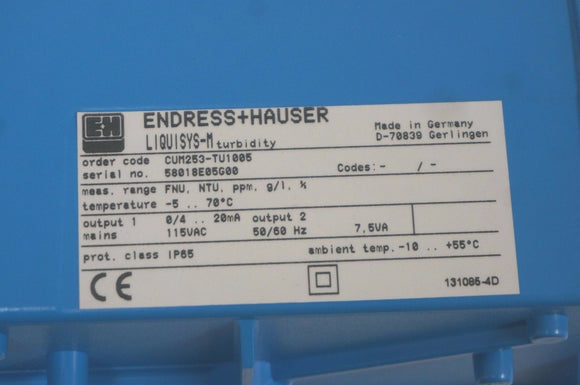 EH
ENDRESS+HAUSER
LIQUISYS-M turbidity
Made in Germany
D-70839 Gerlingen
order code CUM253-TU1005
serial no. 58018E05G00 Codes: - / -
meas. range FNU, NTU, ppm, g/l, %
temperature -5 .. 70°C
output 1 0/4 .. 20mA output 2
mains 115VAC 50/60 Hz 7,5VA
prot. class IP65 ambient temp. -10 .. +55°C
CE 131085-4D